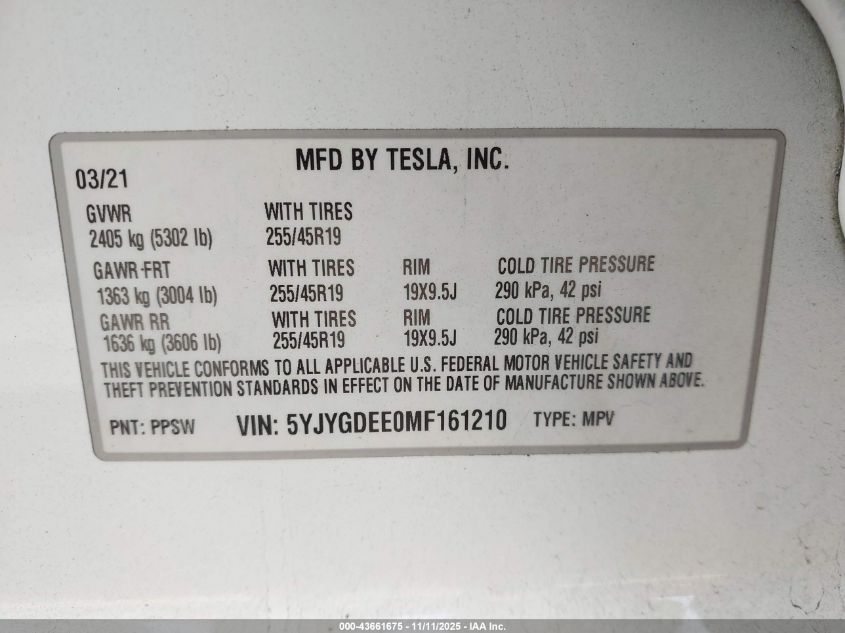 MFD BY TESLA, INC.
03/21
GVWR WITH TIRES
2405 kg (5302 lb) 255/45R19
GAWR-FRT WITH TIRES RIM COLD TIRE PRESSURE
1363 kg (3004 lb) 255/45R19 19X9.5J 290 kPa, 42 psi
GAWR RR WITH TIRES RIM COLD TIRE PRESSURE
1636 kg (3606 lb) 255/45R19 19X9.5J 290 kPa, 42 psi
THIS VEHICLE CONFORMS TO ALL APPLICABLE U.S. FEDERAL MOTOR VEHICLE SAFETY AND
THEFT PREVENTION STANDARDS IN EFFECT ON THE DATE OF MANUFACTURE SHOWN ABOVE.
PNT: PPSW VIN: 5YJYGDEE0MF161210 TYPE: MPV
000-43661675 - 11/11/2025 - IAA Inc.